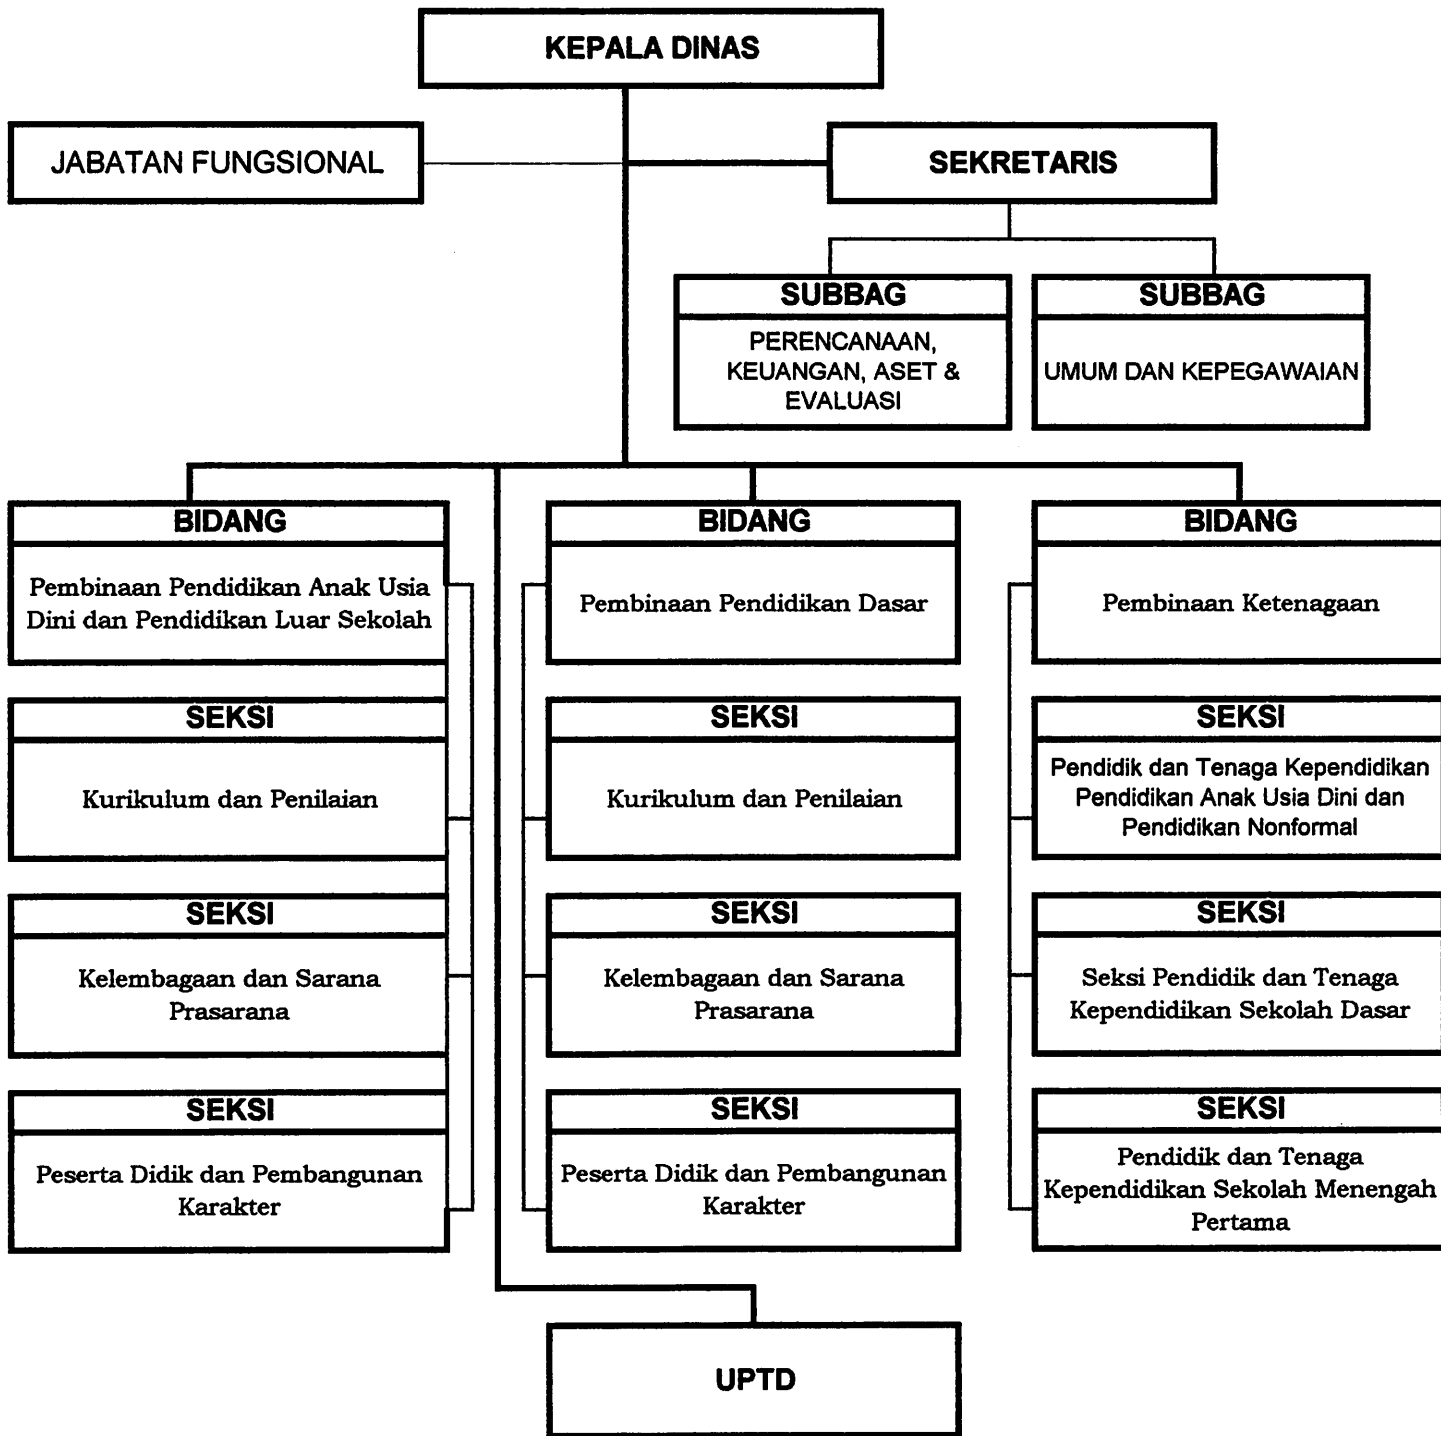 KEPALA DINAS
JABATAN FUNGSIONAL
SEKRETARIS
SUBBAG
PERENCANAAN,
KEUANGAN, ASET &
EVALUASI
SUBBAG
UMUM DAN KEPEGAWAIAN
BIDANG
Pembinaan Pendidikan Anak Usia
Dini dan Pendidikan Luar Sekolah
SEKSI
Kurikulum dan Penilaian
SEKSI
Kelembagaan dan Sarana
Prasarana
SEKSI
Peserta Didik dan Pembangunan
Karakter
BIDANG
Pembinaan Pendidikan Dasar
SEKSI
Kurikulum dan Penilaian
SEKSI
Kelembagaan dan Sarana
Prasarana
SEKSI
Peserta Didik dan Pembangunan
Karakter
BIDANG
Pembinaan Ketenagaan
SEKSI
Pendidik dan Tenaga Kependidikan
Pendidikan Anak Usia Dini dan
Pendidikan Nonformal
SEKSI
Seksi Pendidik dan Tenaga
Kependidikan Sekolah Dasar
SEKSI
Pendidik dan Tenaga
Kependidikan Sekolah Menengah
Pertama
UPTD